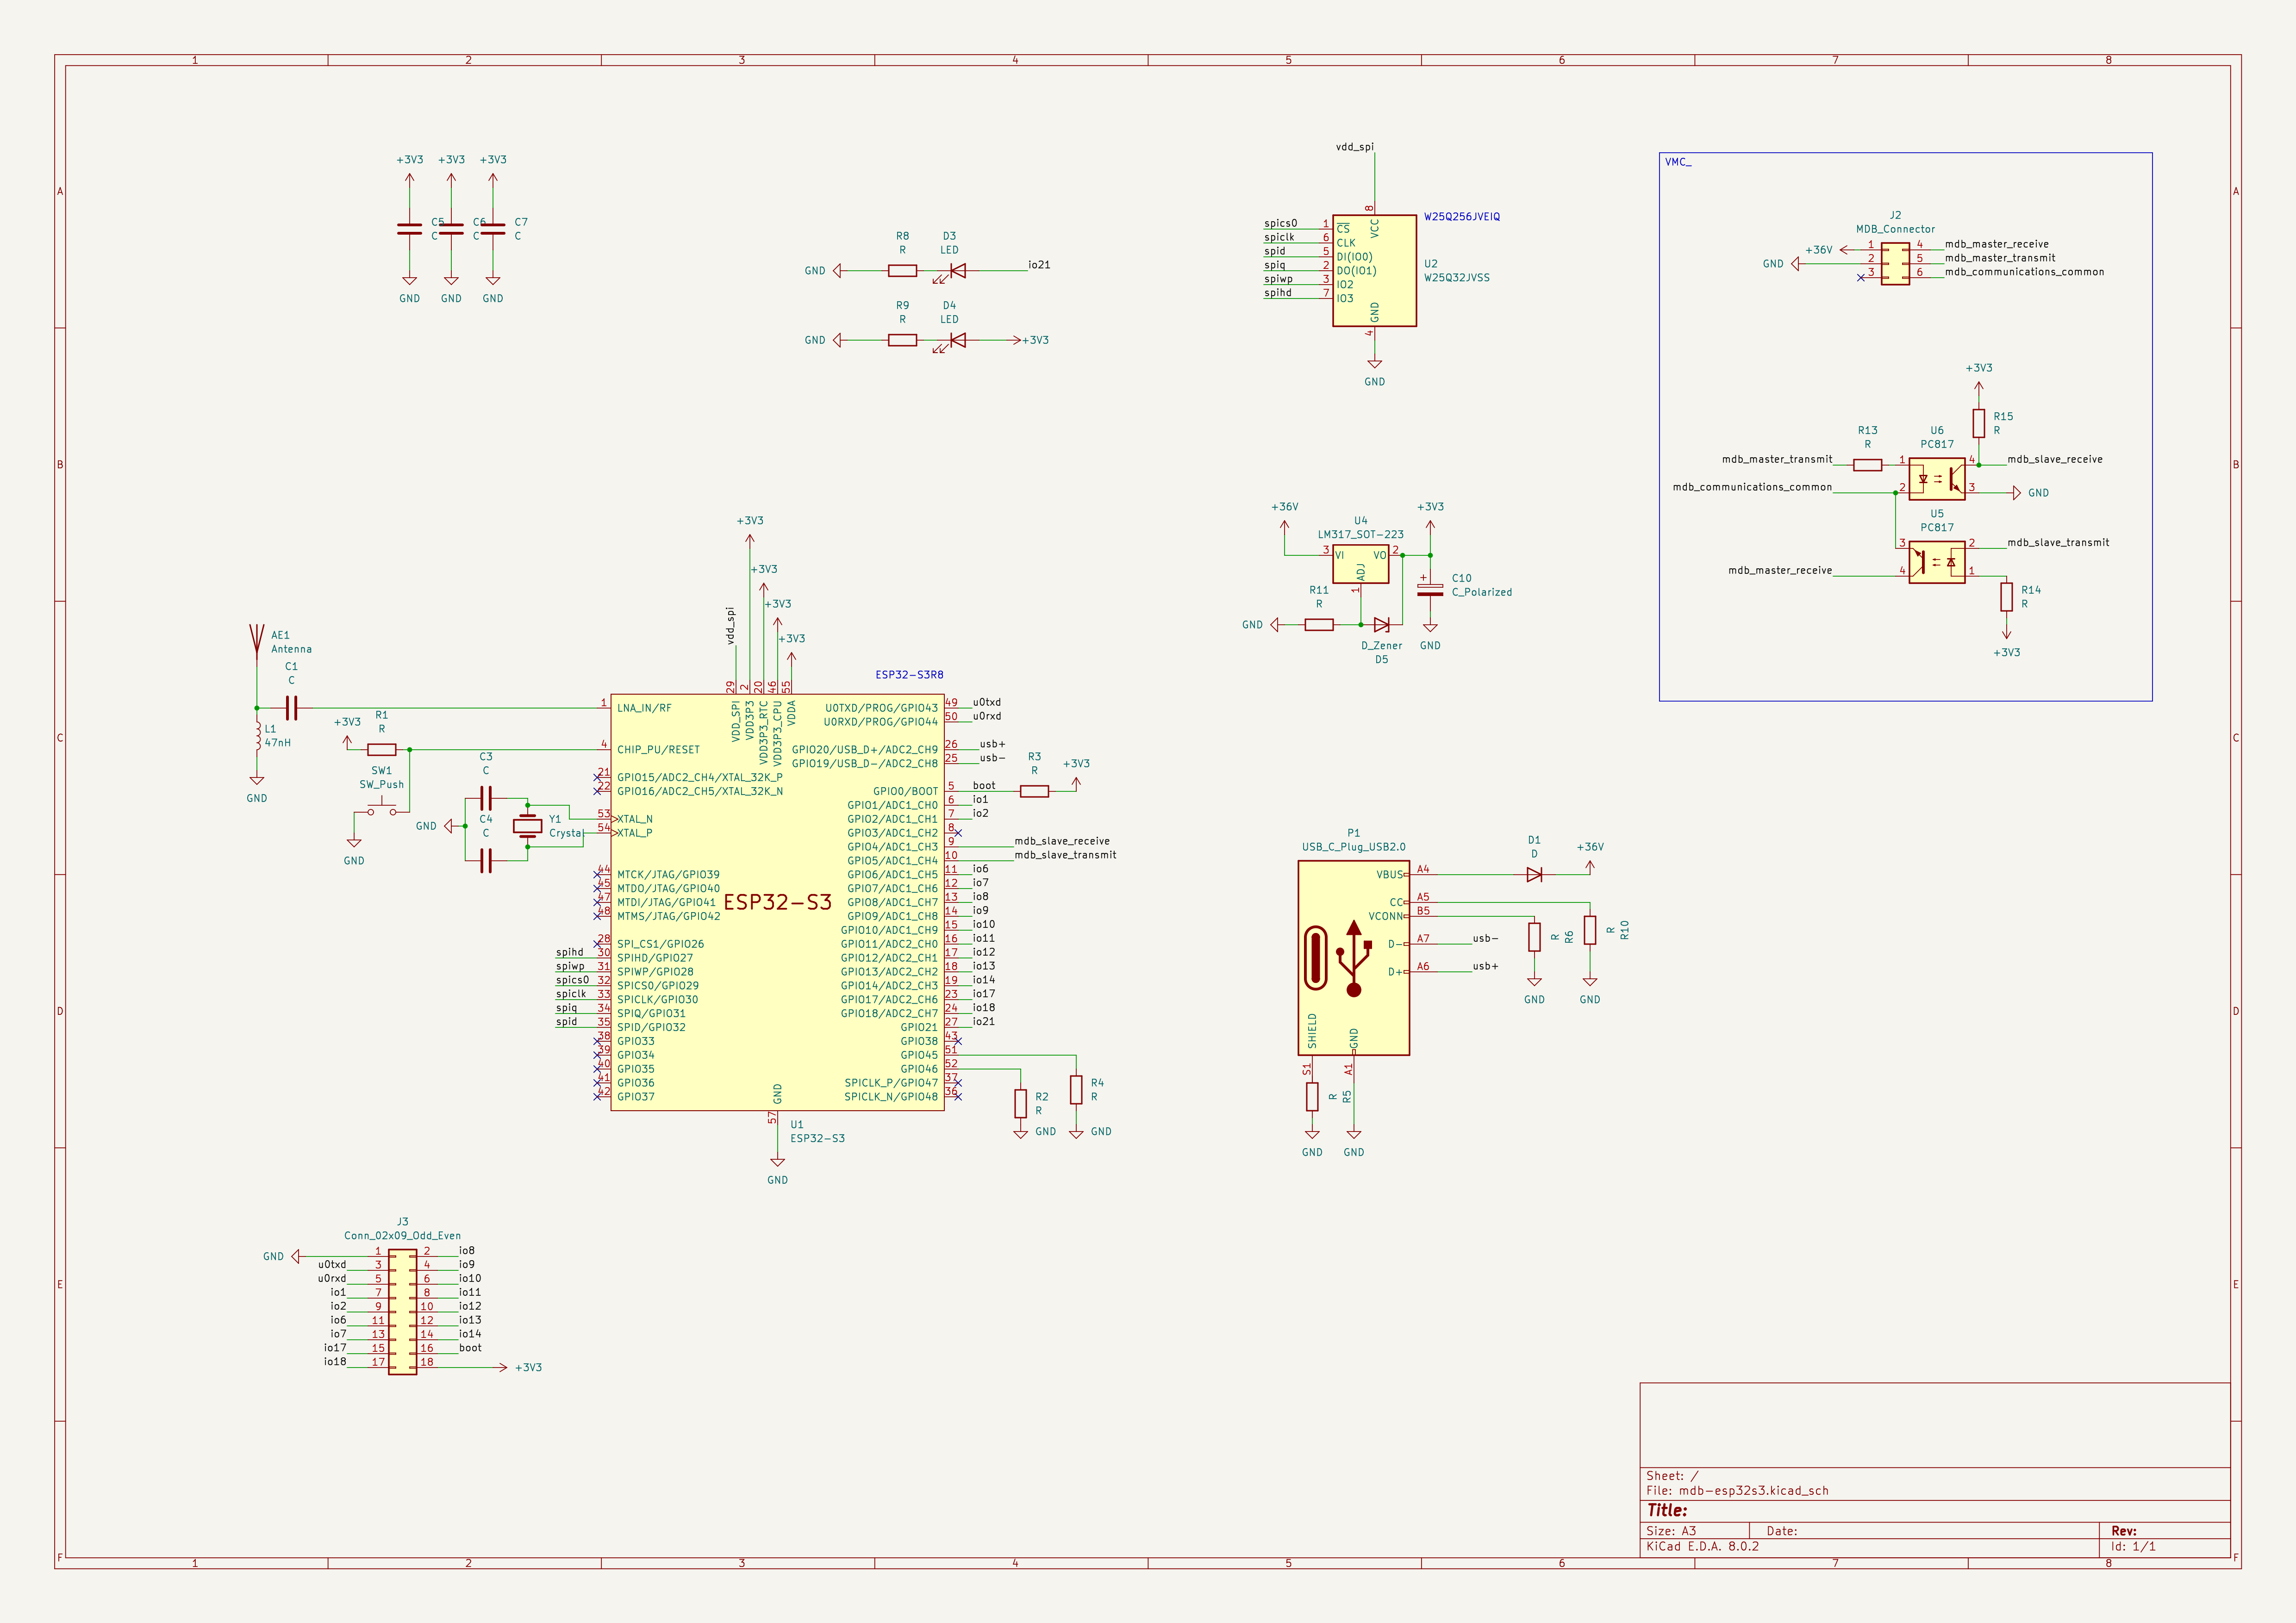 1 2 3 4 5 6 7 8
A
B
C
D
E
F
A
B
C
D
E
F
+3V3 +3V3 +3V3
C5 C6 C7
C C C
GND GND GND
R8 D3
R LED
GND io21
R9 D4
R LED
GND +3V3
vdd_spi
W25Q256JVEIQ
8
VCC
spics0 1 CS
spiclk 6 CLK
spid 5 DI(IO0)
spiq 2 DO(IO1)
spiwp 3 IO2
spihd 7 IO3
U2
W25Q32JVSS
GND
4
GND
VMC_
J2
MDB_Connector
+36V 1 4 mdb_master_receive
GND 2 5 mdb_master_transmit
3 6 mdb_communications_common
+3V3
R15
R
R13 U6
R PC817
mdb_master_transmit 1 4 mdb_slave_receive
mdb_communications_common 2 3 GND
U5
PC817
3 2 mdb_slave_transmit
mdb_master_receive 4 1
R14
R
+3V3
+36V +3V3
U4
LM317_SOT-223
3 VI VO 2
ADJ
1
C10
C_Polarized
R11
R
GND
D_Zener
D5
GND
AE1
Antenna
C1
C
L1
47nH
GND
+3V3
R1
R
SW1
SW_Push
GND
C3
C
GND
C4
C
Y1
Crystal
+3V3
+3V3
+3V3
+3V3
vdd_spi
29 2 20 46 55
VDD_SPI
VDD3P3
VDD3P3_RTC
VDD3P3_CPU
VDDA
ESP32-S3R8
1 LNA_IN/RF
4 CHIP_PU/RESET
21 GPIO15/ADC2_CH4/XTAL_32K_P
22 GPIO16/ADC2_CH5/XTAL_32K_N
53 XTAL_N
54 XTAL_P
44 MTCK/JTAG/GPIO39
45 MTDO/JTAG/GPIO40
47 MTDI/JTAG/GPIO41
48 MTMS/JTAG/GPIO42
28 SPI_CS1/GPIO26
spihd 30 SPIHD/GPIO27
spiwp 31 SPIWP/GPIO28
spics0 32 SPICS0/GPIO29
spiclk 33 SPICLK/GPIO30
spiq 34 SPIQ/GPIO31
spid 35 SPID/GPIO32
38 GPIO33
39 GPIO34
40 GPIO35
41 GPIO36
42 GPIO37
ESP32-S3
U0TXD/PROG/GPIO43 49 u0txd
U0RXD/PROG/GPIO44 50 u0rxd
GPIO20/USB_D+/ADC2_CH9 26 usb+
GPIO19/USB_D-/ADC2_CH8 25 usb-
GPIO0/BOOT 5 boot
GPIO1/ADC1_CH0 6 io1
GPIO2/ADC1_CH1 7 io2
GPIO3/ADC1_CH2 8
GPIO4/ADC1_CH3 9 mdb_slave_receive
GPIO5/ADC1_CH4 10 mdb_slave_transmit
GPIO6/ADC1_CH5 11 io6
GPIO7/ADC1_CH6 12 io7
GPIO8/ADC1_CH7 13 io8
GPIO9/ADC1_CH8 14 io9
GPIO10/ADC1_CH9 15 io10
GPIO11/ADC2_CH0 16 io11
GPIO12/ADC2_CH1 17 io12
GPIO13/ADC2_CH2 18 io13
GPIO14/ADC2_CH3 19 io14
GPIO17/ADC2_CH6 23 io17
GPIO18/ADC2_CH7 24 io18
GPIO21 27 io21
GPIO38 43
GPIO45 51
GPIO46 52
SPICLK_P/GPIO47 37
SPICLK_N/GPIO48 36
GND
57
U1
ESP32-S3
GND
R3
R
+3V3
R2
R
GND
R4
R
GND
P1
USB_C_Plug_USB2.0
VBUS A4
CC A5
VCONN B5
D- A7 usb-
D+ A6 usb+
SHIELD
GND
S1 A1
D1
D
+36V
R
R6
R
R10
GND GND
R
R5
GND GND
J3
Conn_02x09_Odd_Even
GND 1 2 io8
u0txd 3 4 io9
u0rxd 5 6 io10
io1 7 8 io11
io2 9 10 io12
io6 11 12 io13
io7 13 14 io14
io17 15 16 boot
io18 17 18 +3V3
Sheet: /
File: mdb-esp32s3.kicad_sch
Title:
Size: A3 Date: Rev:
KiCad E.D.A. 8.0.2 Id: 1/1
1 2 3 4 5 6 7 8